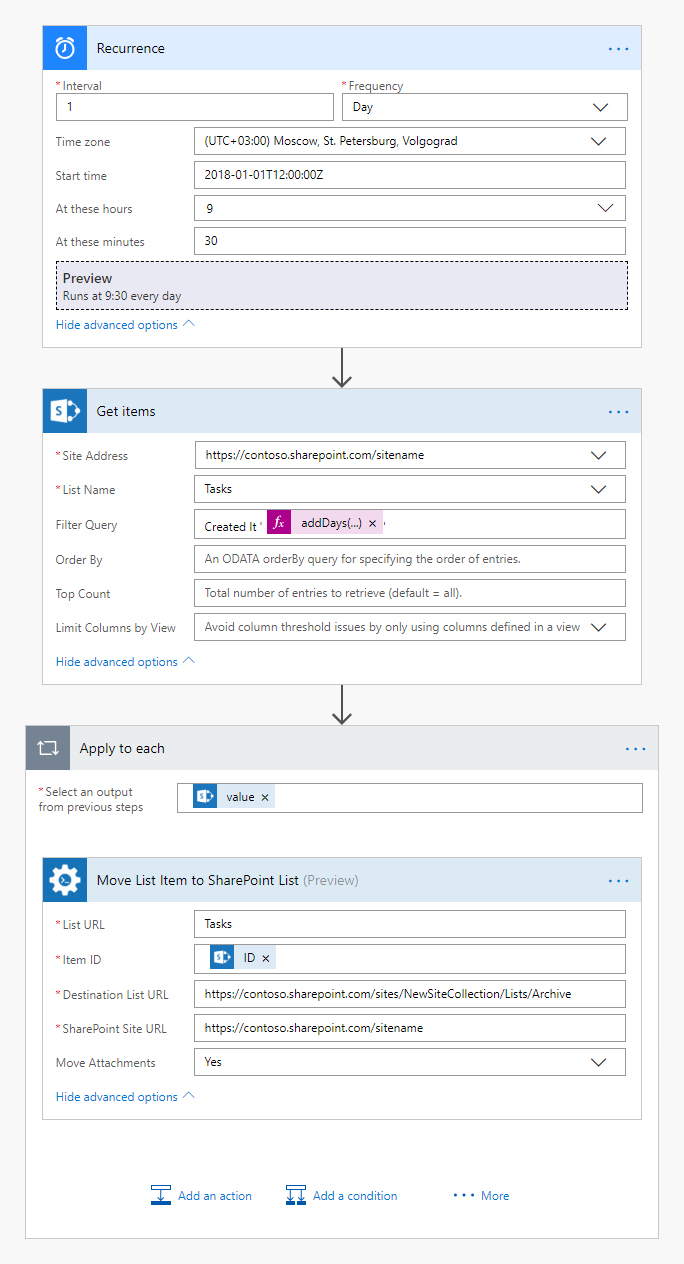 Recurrence
* Interval
* Frequency
1
Day
Time zone
(UTC+03:00) Moscow, St. Petersburg, Volgograd
Start time
2018-01-01T12:00:00Z
At these hours
9
At these minutes
30
Preview
Runs at 9:30 every day
Hide advanced options
Get items
* Site Address
https://contoso.sharepoint.com/sitename
* List Name
Tasks
Filter Query
Created lt ' fx addDays(...) × '
Order By
An ODATA orderBy query for specifying the order of entries.
Top Count
Total number of entries to retrieve (default = all).
Limit Columns by View
Avoid column threshold issues by only using columns defined in a view
Hide advanced options
Apply to each
* Select an output
from previous steps
value ×
Move List Item to SharePoint List (Preview)
* List URL
Tasks
* Item ID
ID ×
* Destination List URL
https://contoso.sharepoint.com/sites/NewSiteCollection/Lists/Archive
* SharePoint Site URL
https://contoso.sharepoint.com/sitename
Move Attachments
Yes
Hide advanced options
Add an action
Add a condition
More